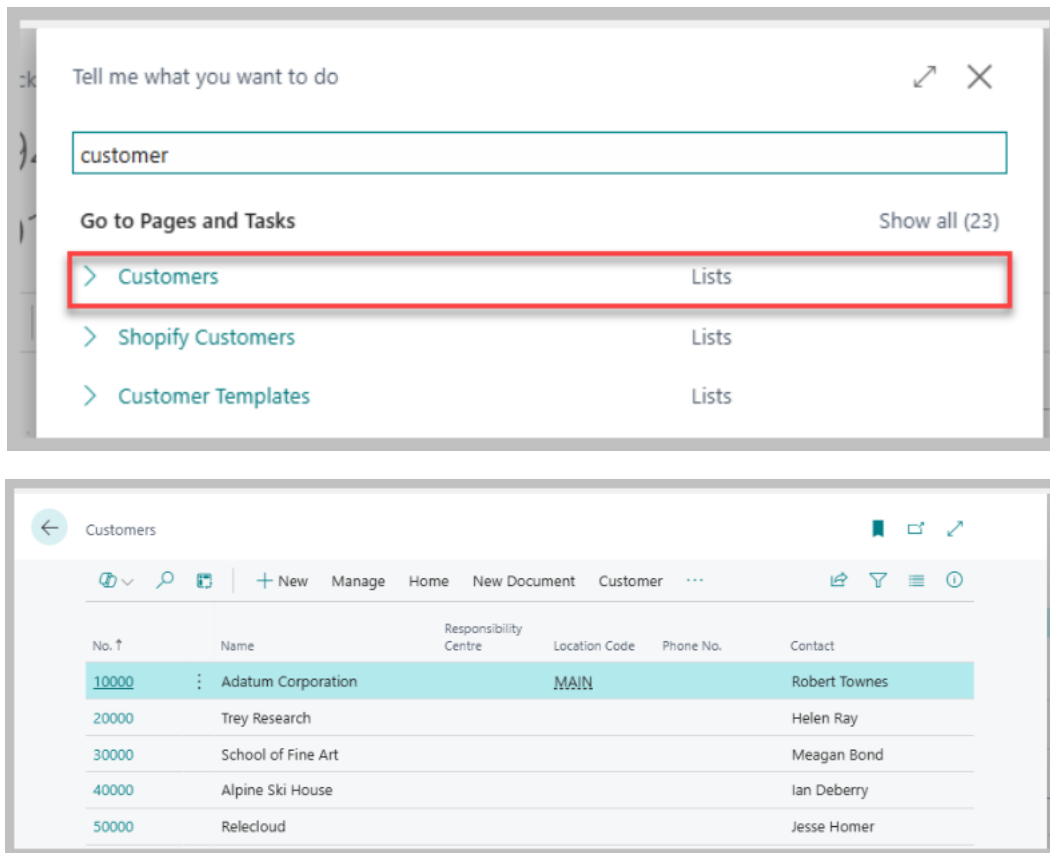 Tell me what you want to do
customer
Go to Pages and Tasks Show all (23)
Customers Lists
Shopify Customers Lists
Customer Templates Lists
Customers
+ New Manage Home New Document Customer ...
No. ↑ Name Responsibility Centre Location Code Phone No. Contact
10000 Adatum Corporation MAIN Robert Townes
20000 Trey Research Helen Ray
30000 School of Fine Art Meagan Bond
40000 Alpine Ski House Ian Deberry
50000 Relecloud Jesse Homer